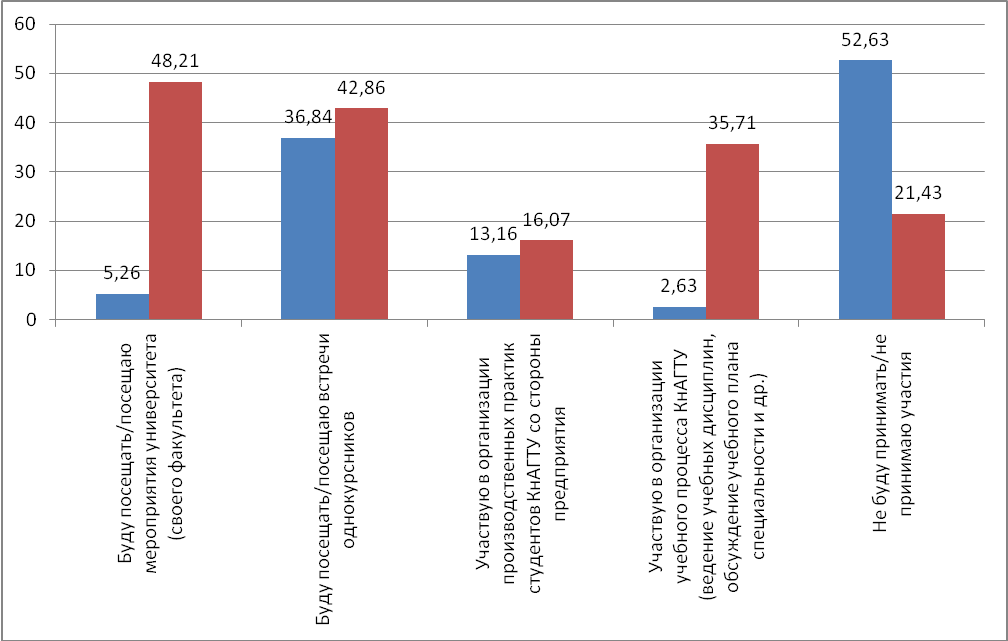 60
50
40
30
20
10
0
5,26
48,21
36,84
42,86
13,16
16,07
2,63
35,71
52,63
21,43
Буду посещать/посещаю
мероприятия университета
(своего факультета)
Буду посещать/посещаю встречи
однокурсников
Участвую в организации
производственных практик
студентов КнАГТУ со стороны
предприятия
Участвую в организации
учебного процесса КнАГТУ
(ведение учебных дисциплин,
обсуждение учебного плана
специальности и др.)
Не буду принимать/не
принимаю участия